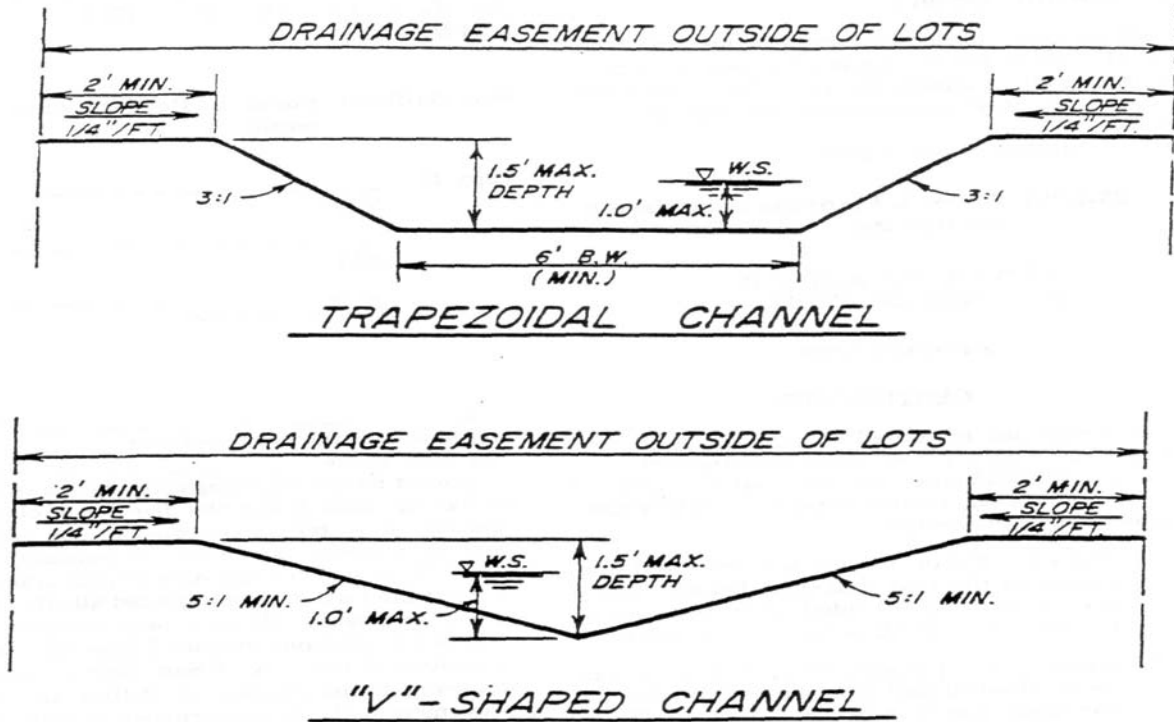 DRAINAGE EASEMENT OUTSIDE OF LOTS
2' MIN.
SLOPE
1/4"/FT.
2' MIN.
SLOPE
1/4"/FT.
3:1
1.5' MAX.
DEPTH
W.S.
1.0' MAX.
3:1
6' B.W.
(MIN.)
TRAPEZOIDAL CHANNEL
DRAINAGE EASEMENT OUTSIDE OF LOTS
2' MIN.
SLOPE
1/4"/FT.
2' MIN.
SLOPE
1/4"/FT.
5:1 MIN.
W.S.
1.0' MAX.
1.5' MAX.
DEPTH
5:1 MIN.
"V"-SHAPED CHANNEL